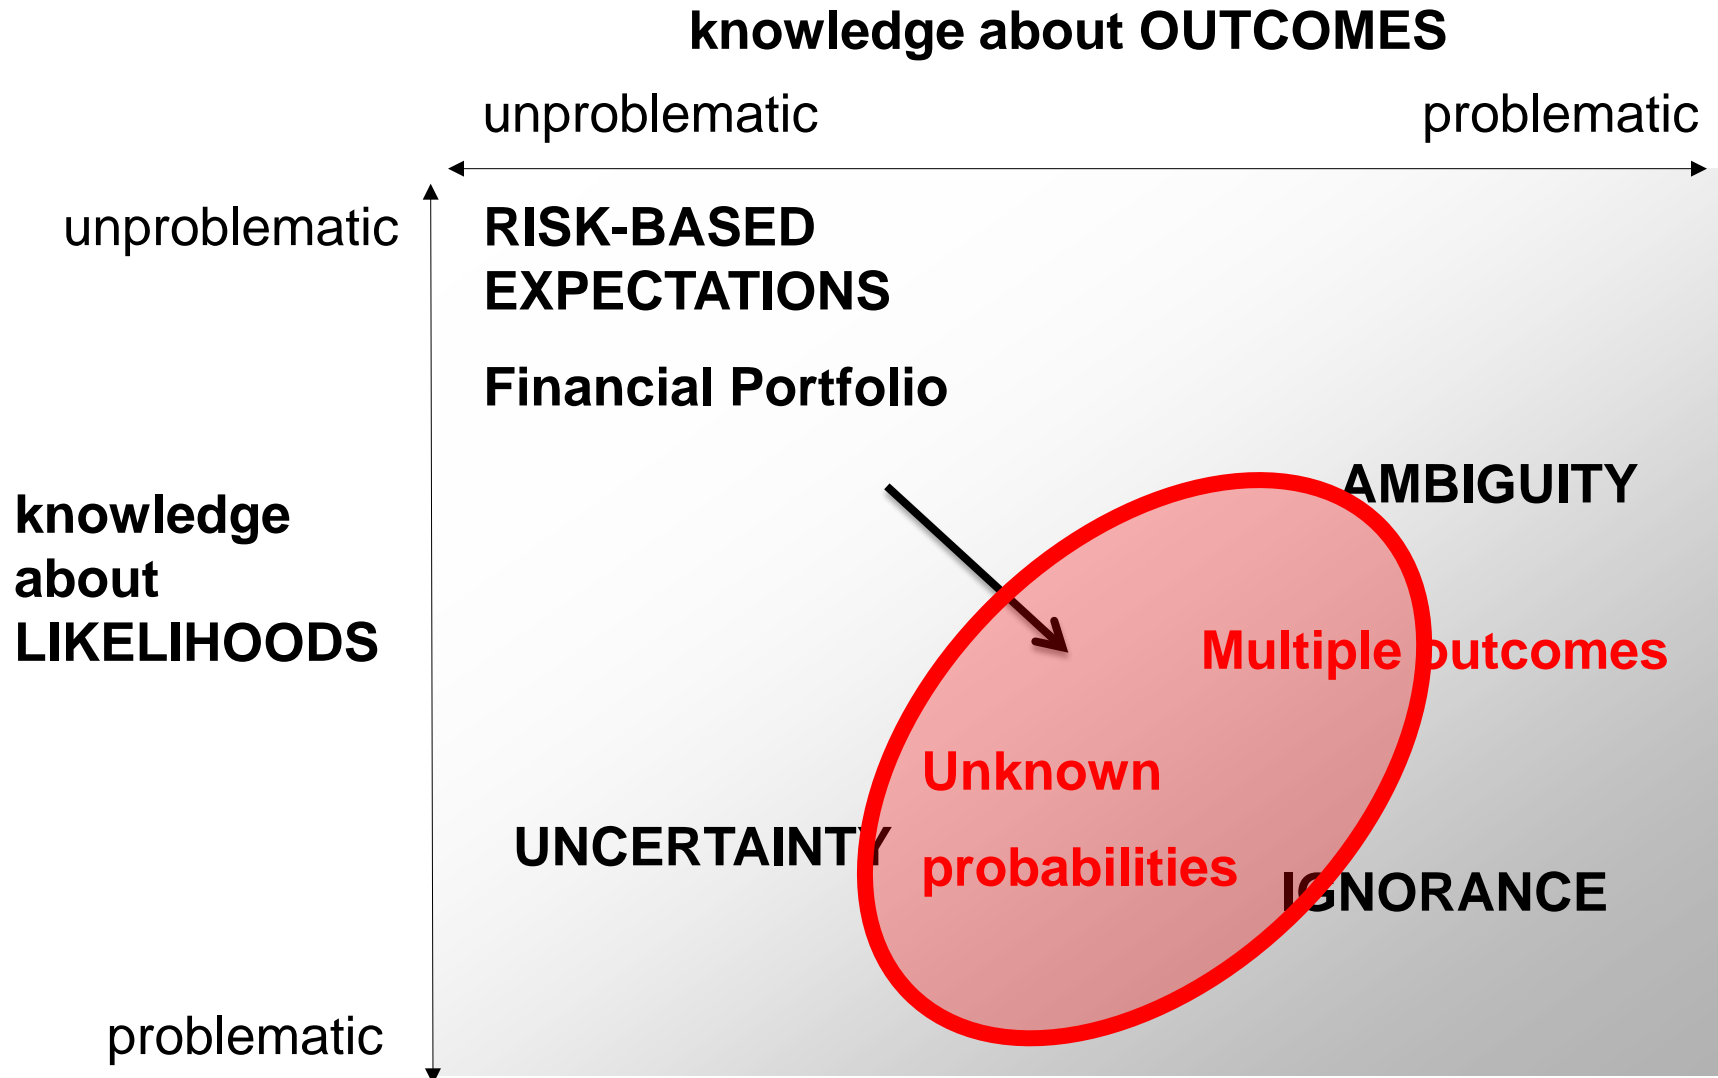 knowledge about OUTCOMES
unproblematic
problematic
unproblematic
RISK-BASED
EXPECTATIONS
Financial Portfolio
AMBIGUITY
knowledge
about
LIKELIHOODS
Multiple outcomes
Unknown
probabilities
UNCERTAINTY
IGNORANCE
problematic